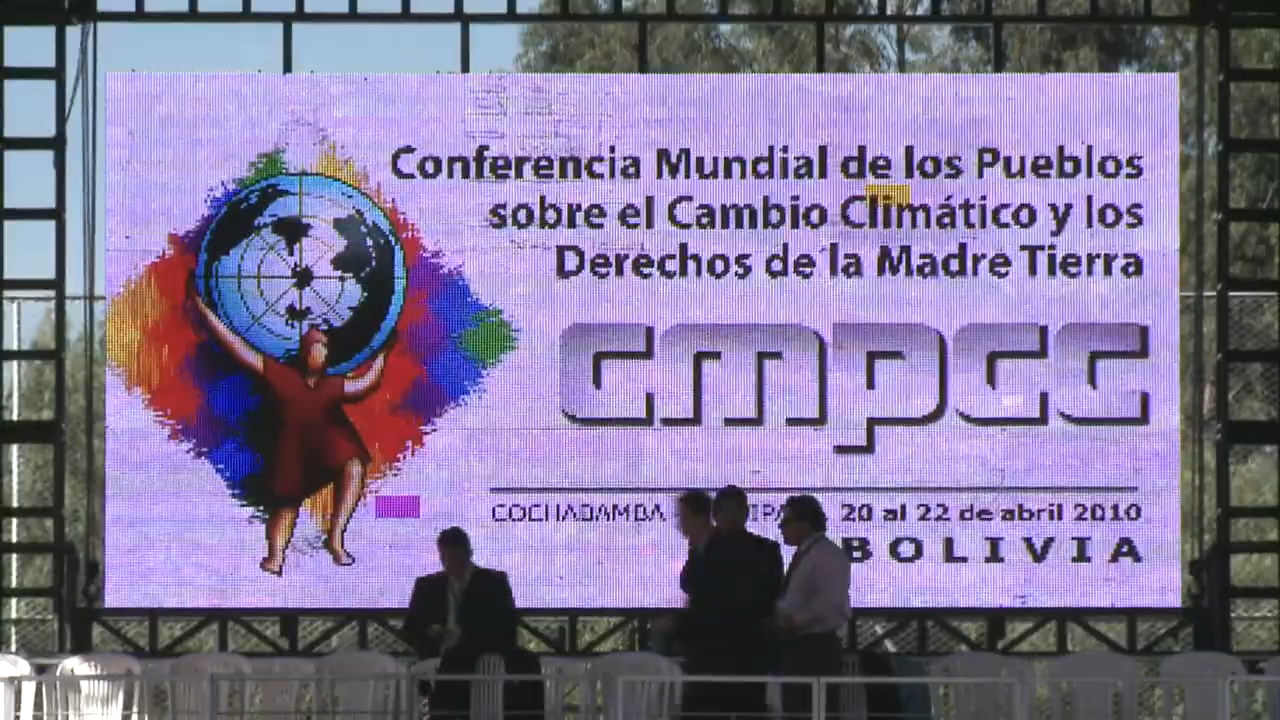 Conferencia Mundial de los Pueblos
sobre el Cambio Climático y los
Derechos de la Madre Tierra
cmpcc
COCHABAMBA 20 al 22 de abril 2010
BOLIVIA